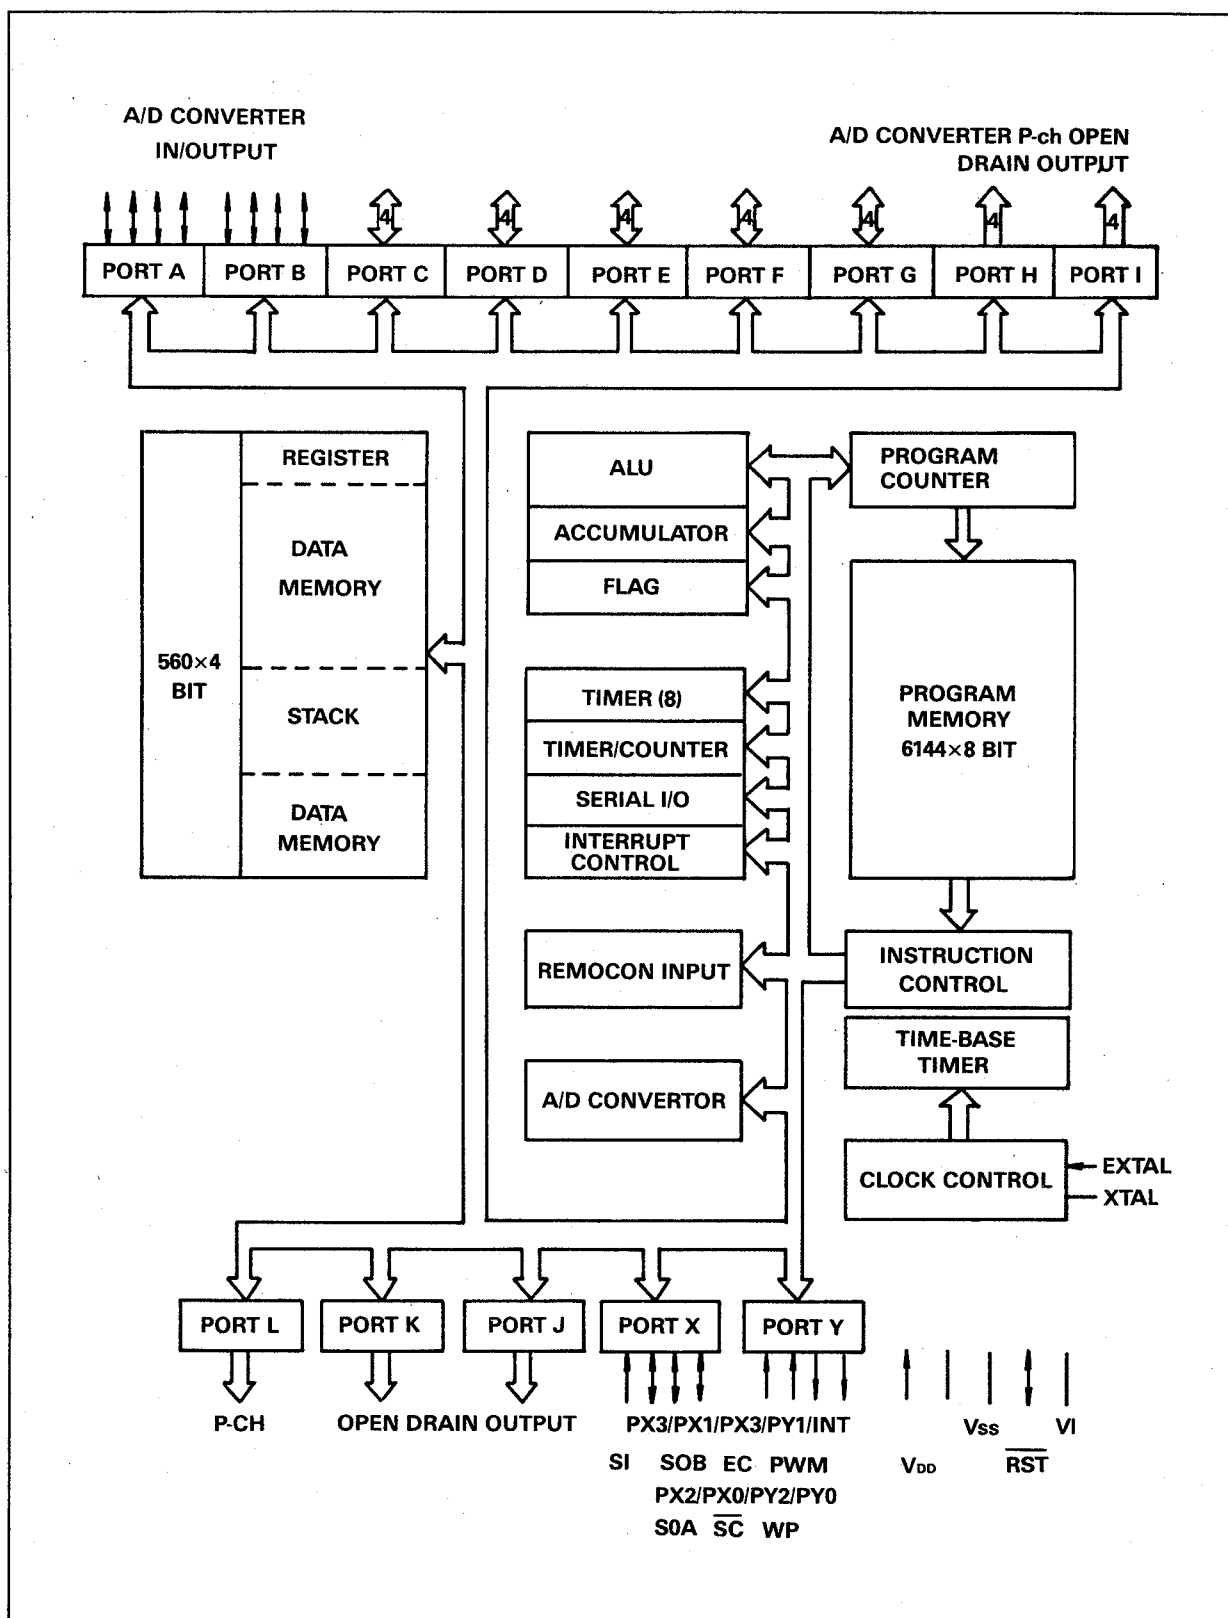 A/D CONVERTER
IN/OUTPUT
A/D CONVERTER P-ch OPEN
DRAIN OUTPUT
4 4 4 4 4 4 4
PORT A PORT B PORT C PORT D PORT E PORT F PORT G PORT H PORT I
560×4
BIT
REGISTER
DATA
MEMORY
STACK
DATA
MEMORY
ALU
ACCUMULATOR
FLAG
TIMER (8)
TIMER/COUNTER
SERIAL I/O
INTERRUPT
CONTROL
REMOCON INPUT
A/D CONVERTOR
PROGRAM
COUNTER
PROGRAM
MEMORY
6144×8 BIT
INSTRUCTION
CONTROL
TIME-BASE
TIMER
CLOCK CONTROL
EXTAL
XTAL
PORT L PORT K PORT J PORT X PORT Y
P-CH OPEN DRAIN OUTPUT PX3/PX1/PX3/PY1/INT Vss VI
SI SOB EC PWM VDD R̅S̅T̅
PX2/PX0/PY2/PY0
S0A S̅C̅ WP